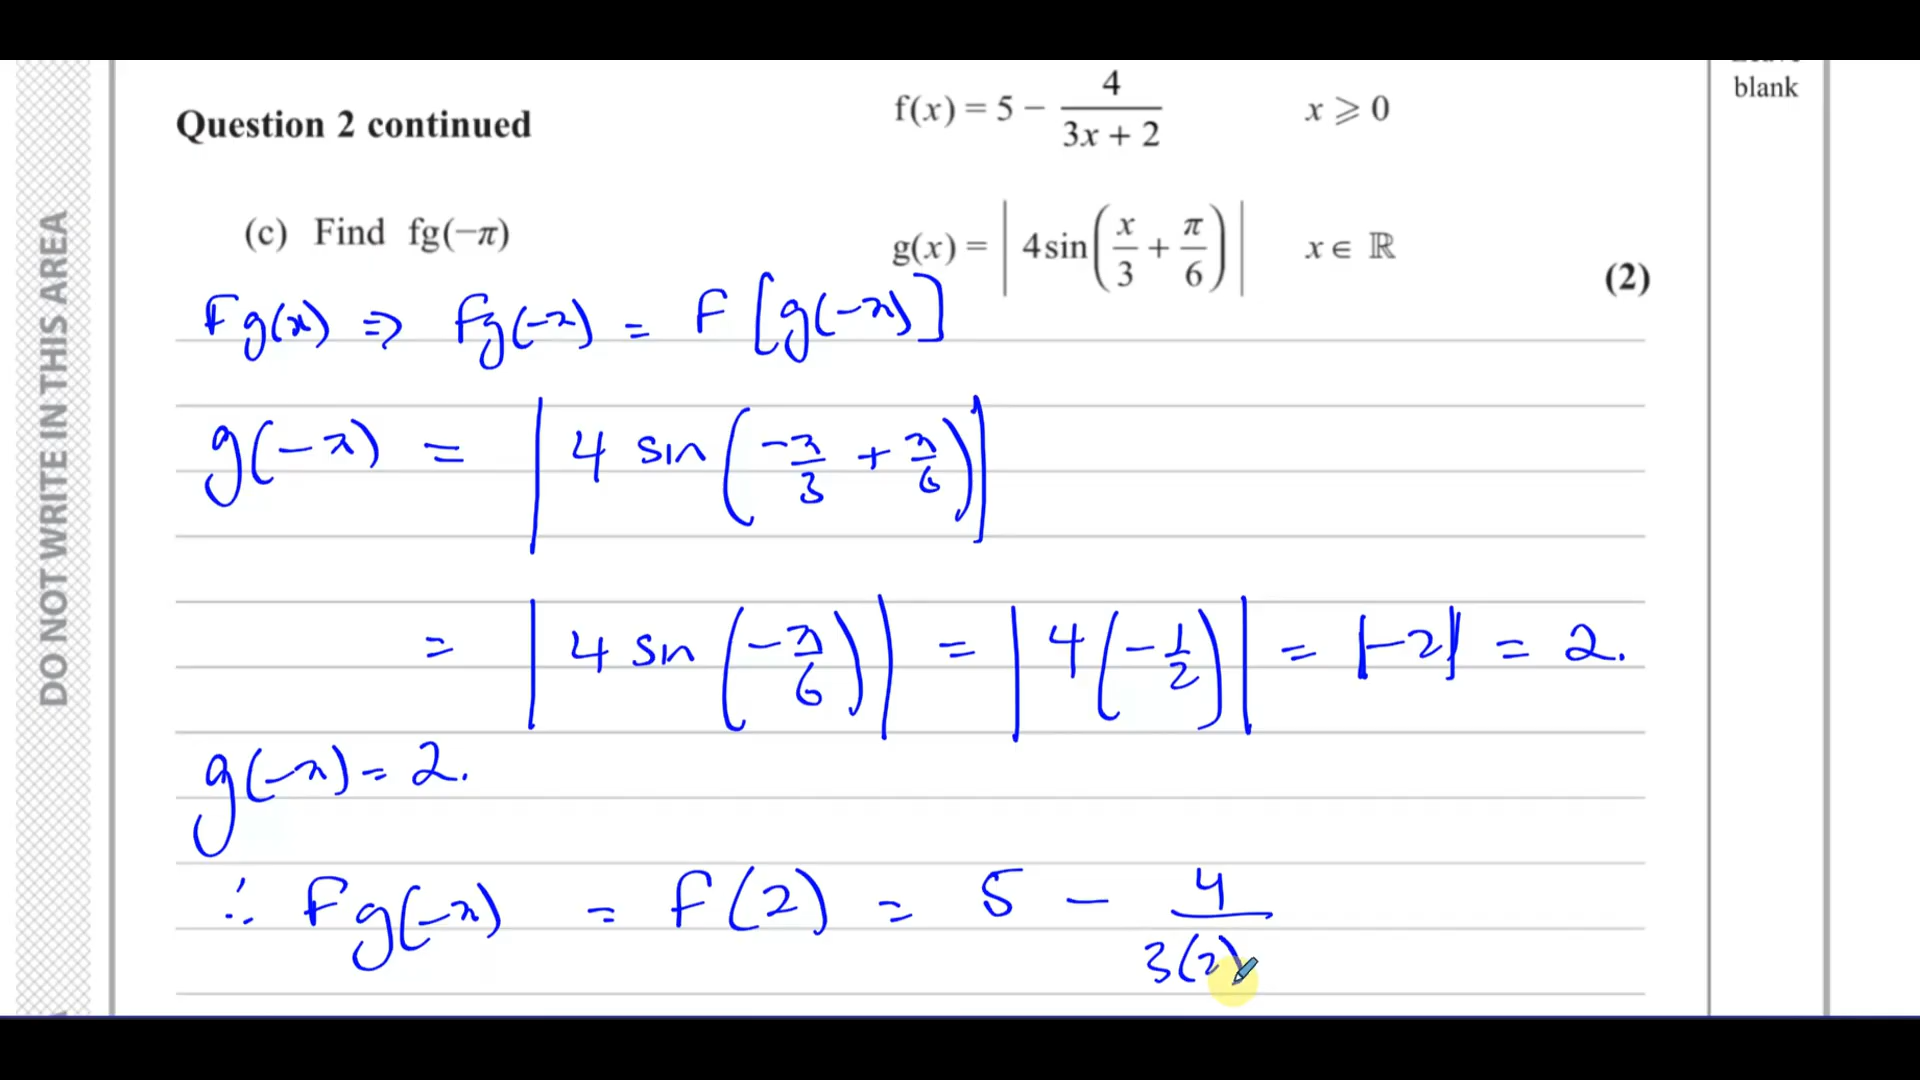 blank
DO NOT WRITE IN THIS AREA
Question 2 continued
f(x) = 5 − 4/(3x + 2)    x ⩾ 0
(c) Find fg(−π)
g(x) = | 4 sin(x/3 + π/6) |    x ∈ ℝ
(2)
Fg(x) ⇒ fg(−π) = F[g(−π)]
g(−π) = | 4 sin(−π/3 + π/6) |
= | 4 sin(−π/6) | = | 4(−1/2) | = |−2| = 2.
g(−π) = 2.
∴ Fg(−π) = F(2) = 5 − 4/3(2)